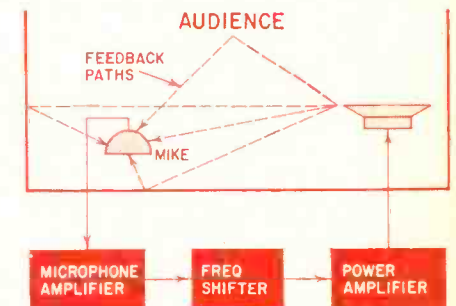 AUDIENCE
FEEDBACK
PATHS
MIKE
MICROPHONE
AMPLIFIER
FREQ
SHIFTER
POWER
AMPLIFIER